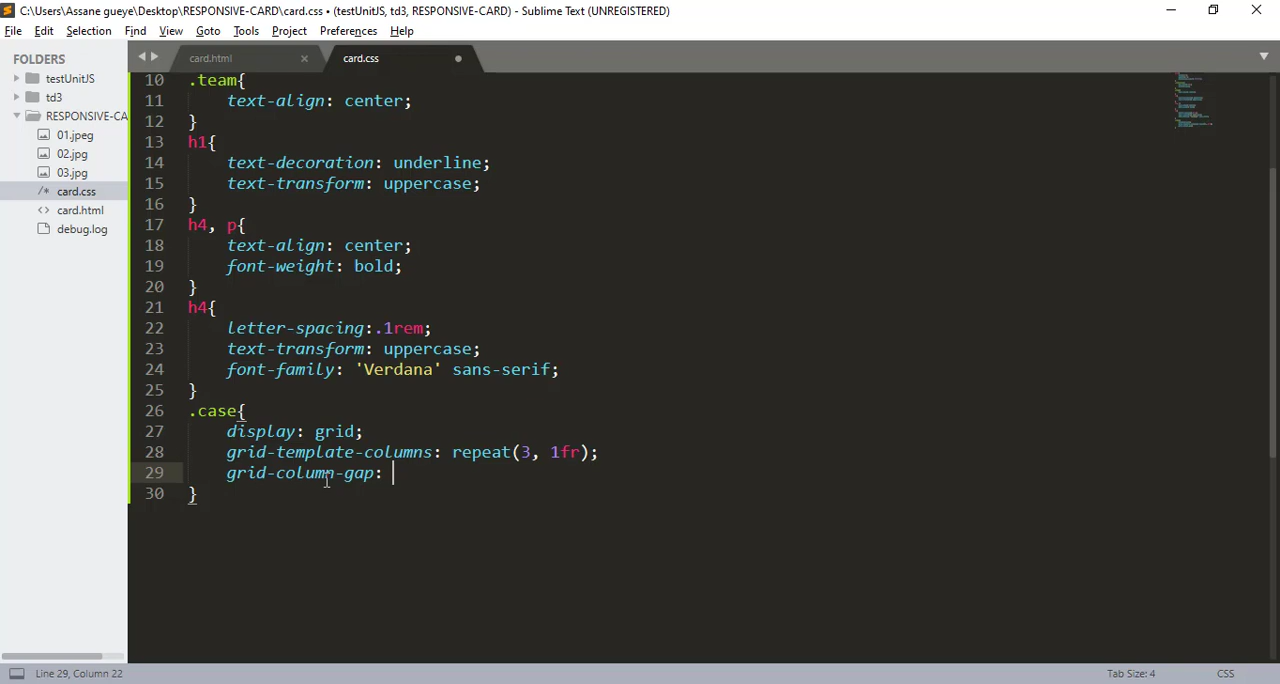 C:\Users\Assane gueye\Desktop\RESPONSIVE-CARD\card.css • (testUnitJS, td3, RESPONSIVE-CARD) - Sublime Text (UNREGISTERED)
File Edit Selection Find View Goto Tools Project Preferences Help
FOLDERS
testUnitJS
td3
RESPONSIVE-CA
01.jpeg
02.jpg
03.jpg
/* card.css
<> card.html
debug.log
card.html × card.css
10 .team{
11 text-align: center;
12 }
13 h1{
14 text-decoration: underline;
15 text-transform: uppercase;
16 }
17 h4, p{
18 text-align: center;
19 font-weight: bold;
20 }
21 h4{
22 letter-spacing:.1rem;
23 text-transform: uppercase;
24 font-family: 'Verdana' sans-serif;
25 }
26 .case{
27 display: grid;
28 grid-template-columns: repeat(3, 1fr);
29 grid-column-gap:
30 }
Line 29, Column 22 Tab Size: 4 CSS